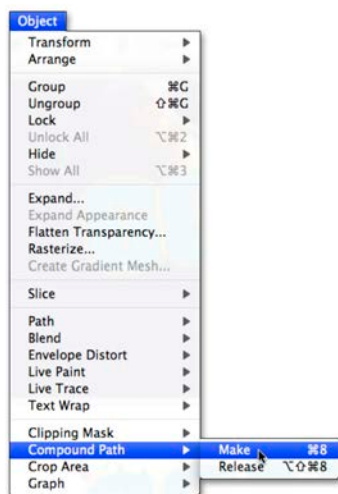 Object
Transform ▶
Arrange ▶
Group ⌘G
Ungroup ⇧⌘G
Lock ▶
Unlock All ⌥⌘2
Hide ▶
Show All ⌥⌘3
Expand...
Expand Appearance
Flatten Transparency...
Rasterize...
Create Gradient Mesh...
Slice ▶
Path ▶
Blend ▶
Envelope Distort ▶
Live Paint ▶
Live Trace ▶
Text Wrap ▶
Clipping Mask ▶
Compound Path ▶ Make ⌘8
Crop Area ▶ Release ⌥⇧⌘8
Graph ▶